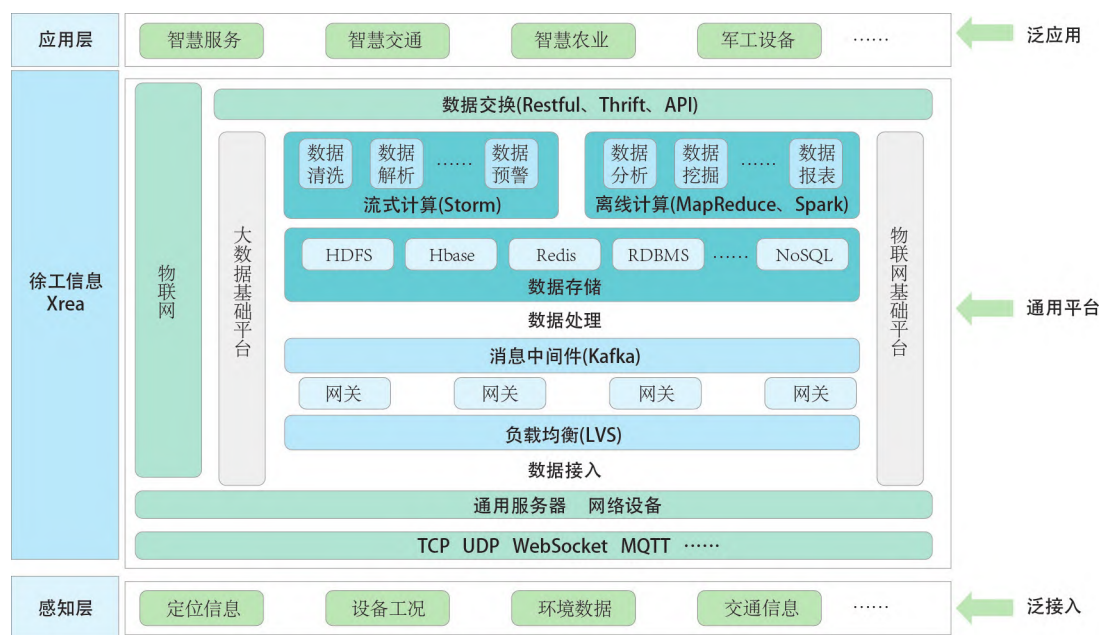 应用层
智慧服务 智慧交通 智慧农业 军工设备 ……
泛应用
徐工信息
Xrea
物联网
数据交换(Restful、Thrift、API)
大数据基础平台
数据清洗 数据解析 …… 数据预警
流式计算(Storm)
数据分析 数据挖掘 …… 数据报表
离线计算(MapReduce、Spark)
HDFS Hbase Redis RDBMS …… NoSQL
数据存储
数据处理
消息中间件(Kafka)
网关 网关 网关 网关
负载均衡(LVS)
数据接入
物联网基础平台
通用平台
通用服务器 网络设备
TCP UDP WebSocket MQTT ……
感知层
定位信息 设备工况 环境数据 交通信息 ……
泛接入